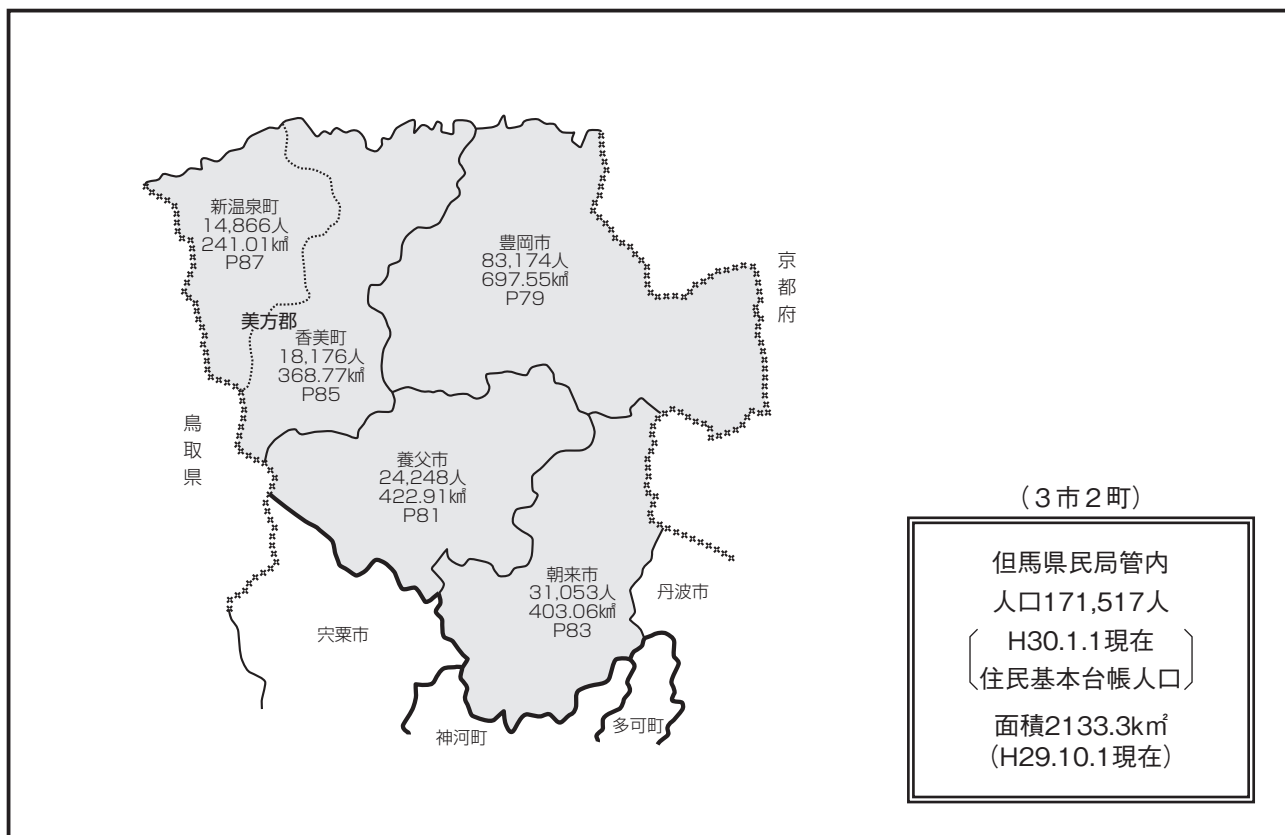 新温泉町
14,866人
241.01㎢
P87
豊岡市
83,174人
697.55㎢
P79
京都府
美方郡
香美町
18,176人
368.77㎢
P85
鳥取県
養父市
24,248人
422.91㎢
P81
朝来市
31,053人
403.06㎢
P83
丹波市
宍粟市
神河町
多可町
(3市2町)
但馬県民局管内
人口171,517人
H30.1.1現在
住民基本台帳人口
面積2133.3k㎡
(H29.10.1現在)